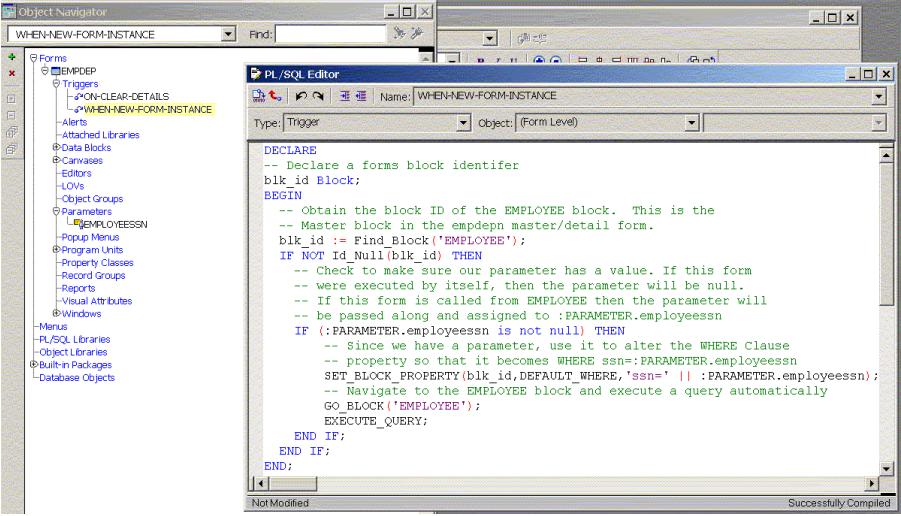 Object Navigator
WHEN-NEW-FORM-INSTANCE
Find:
Forms
EMPDEP
Triggers
ON-CLEAR-DETAILS
WHEN-NEW-FORM-INSTANCE
Alerts
Attached Libraries
Data Blocks
Canvases
Editors
LOVs
Object Groups
Parameters
EMPLOYEESSN
Popup Menus
Program Units
Property Classes
Record Groups
Reports
Visual Attributes
Windows
Menus
PL/SQL Libraries
Object Libraries
Built-in Packages
Database Objects
PL/SQL Editor
Name: WHEN-NEW-FORM-INSTANCE
Type: Trigger Object: (Form Level)
DECLARE
-- Declare a forms block identifer
blk_id Block;
BEGIN
-- Obtain the block ID of the EMPLOYEE block.  This is the
-- Master block in the empdepn master/detail form.
blk_id := Find_Block('EMPLOYEE');
IF NOT Id_Null(blk_id) THEN
-- Check to make sure our parameter has a value. If this form
-- were executed by itself, then the parameter will be null.
-- If this form is called from EMPLOYEE then the parameter will
-- be passed along and assigned to :PARAMETER.employeessn
IF (:PARAMETER.employeessn is not null) THEN
-- Since we have a parameter, use it to alter the WHERE Clause
-- property so that it becomes WHERE ssn=:PARAMETER.employeessn
SET_BLOCK_PROPERTY(blk_id,DEFAULT_WHERE,'ssn=' || :PARAMETER.employeessn);
-- Navigate to the EMPLOYEE block and execute a query automatically
GO_BLOCK('EMPLOYEE');
EXECUTE_QUERY;
END IF;
END IF;
END;
Not Modified
Successfully Compiled